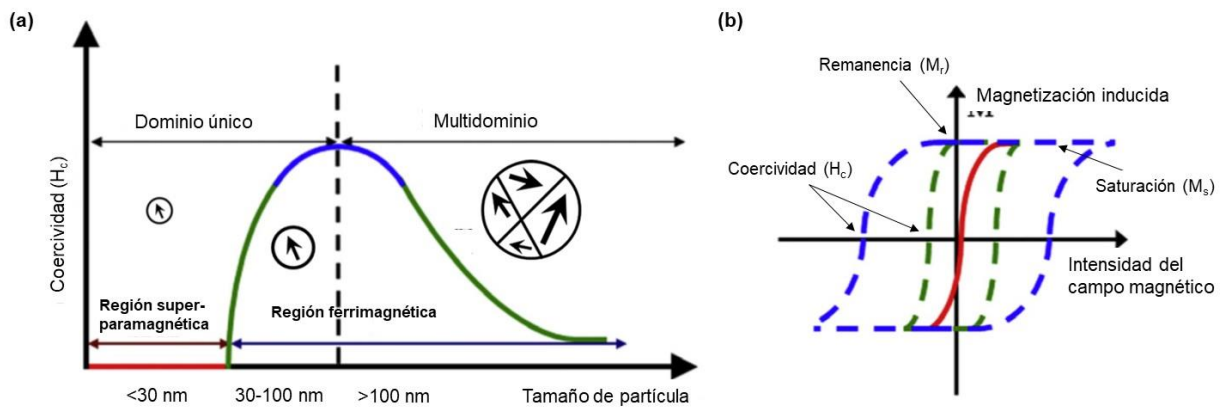 (a)
Coercividad (Hc)
Dominio único
Multidominio
Región super-
paramagnética
Región ferrimagnética
<30 nm
30-100 nm
>100 nm
Tamaño de partícula
(b)
Remanencia (Mr)
Magnetización inducida
M
Coercividad (Hc)
Saturación (Ms)
Intensidad del
campo magnético